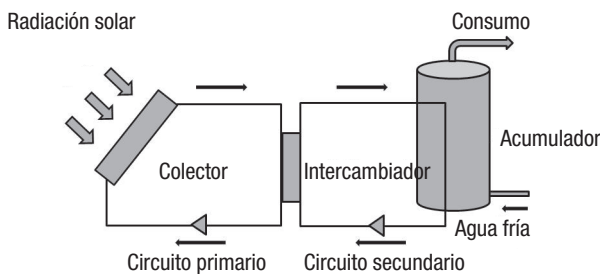 Radiación solar
Consumo
Colector
Intercambiador
Acumulador
Agua fría
Circuito primario
Circuito secundario